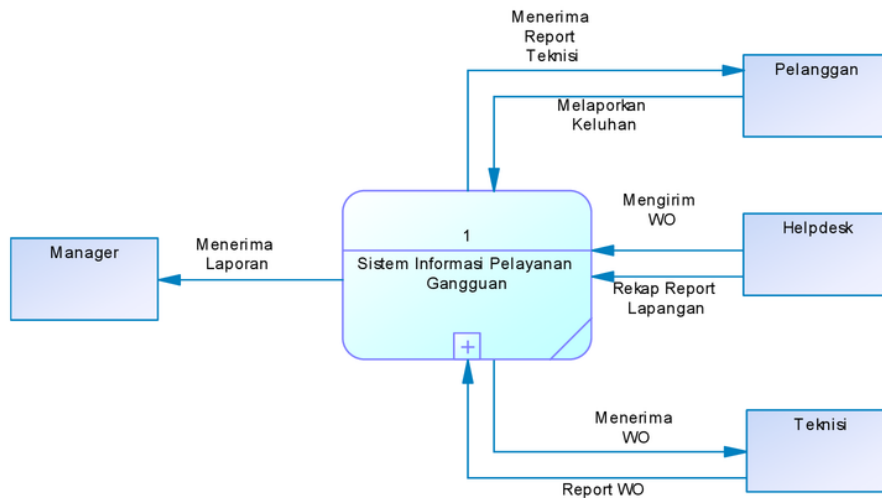 Menerima
Report
Teknisi
Pelanggan
Melaporkan
Keluhan
Mengirim
WO
Helpdesk
1
Manager
Menerima
Laporan
Sistem Informasi Pelayanan
Gangguan
Rekap Report
Lapangan
Menerima
WO
Teknisi
Report WO